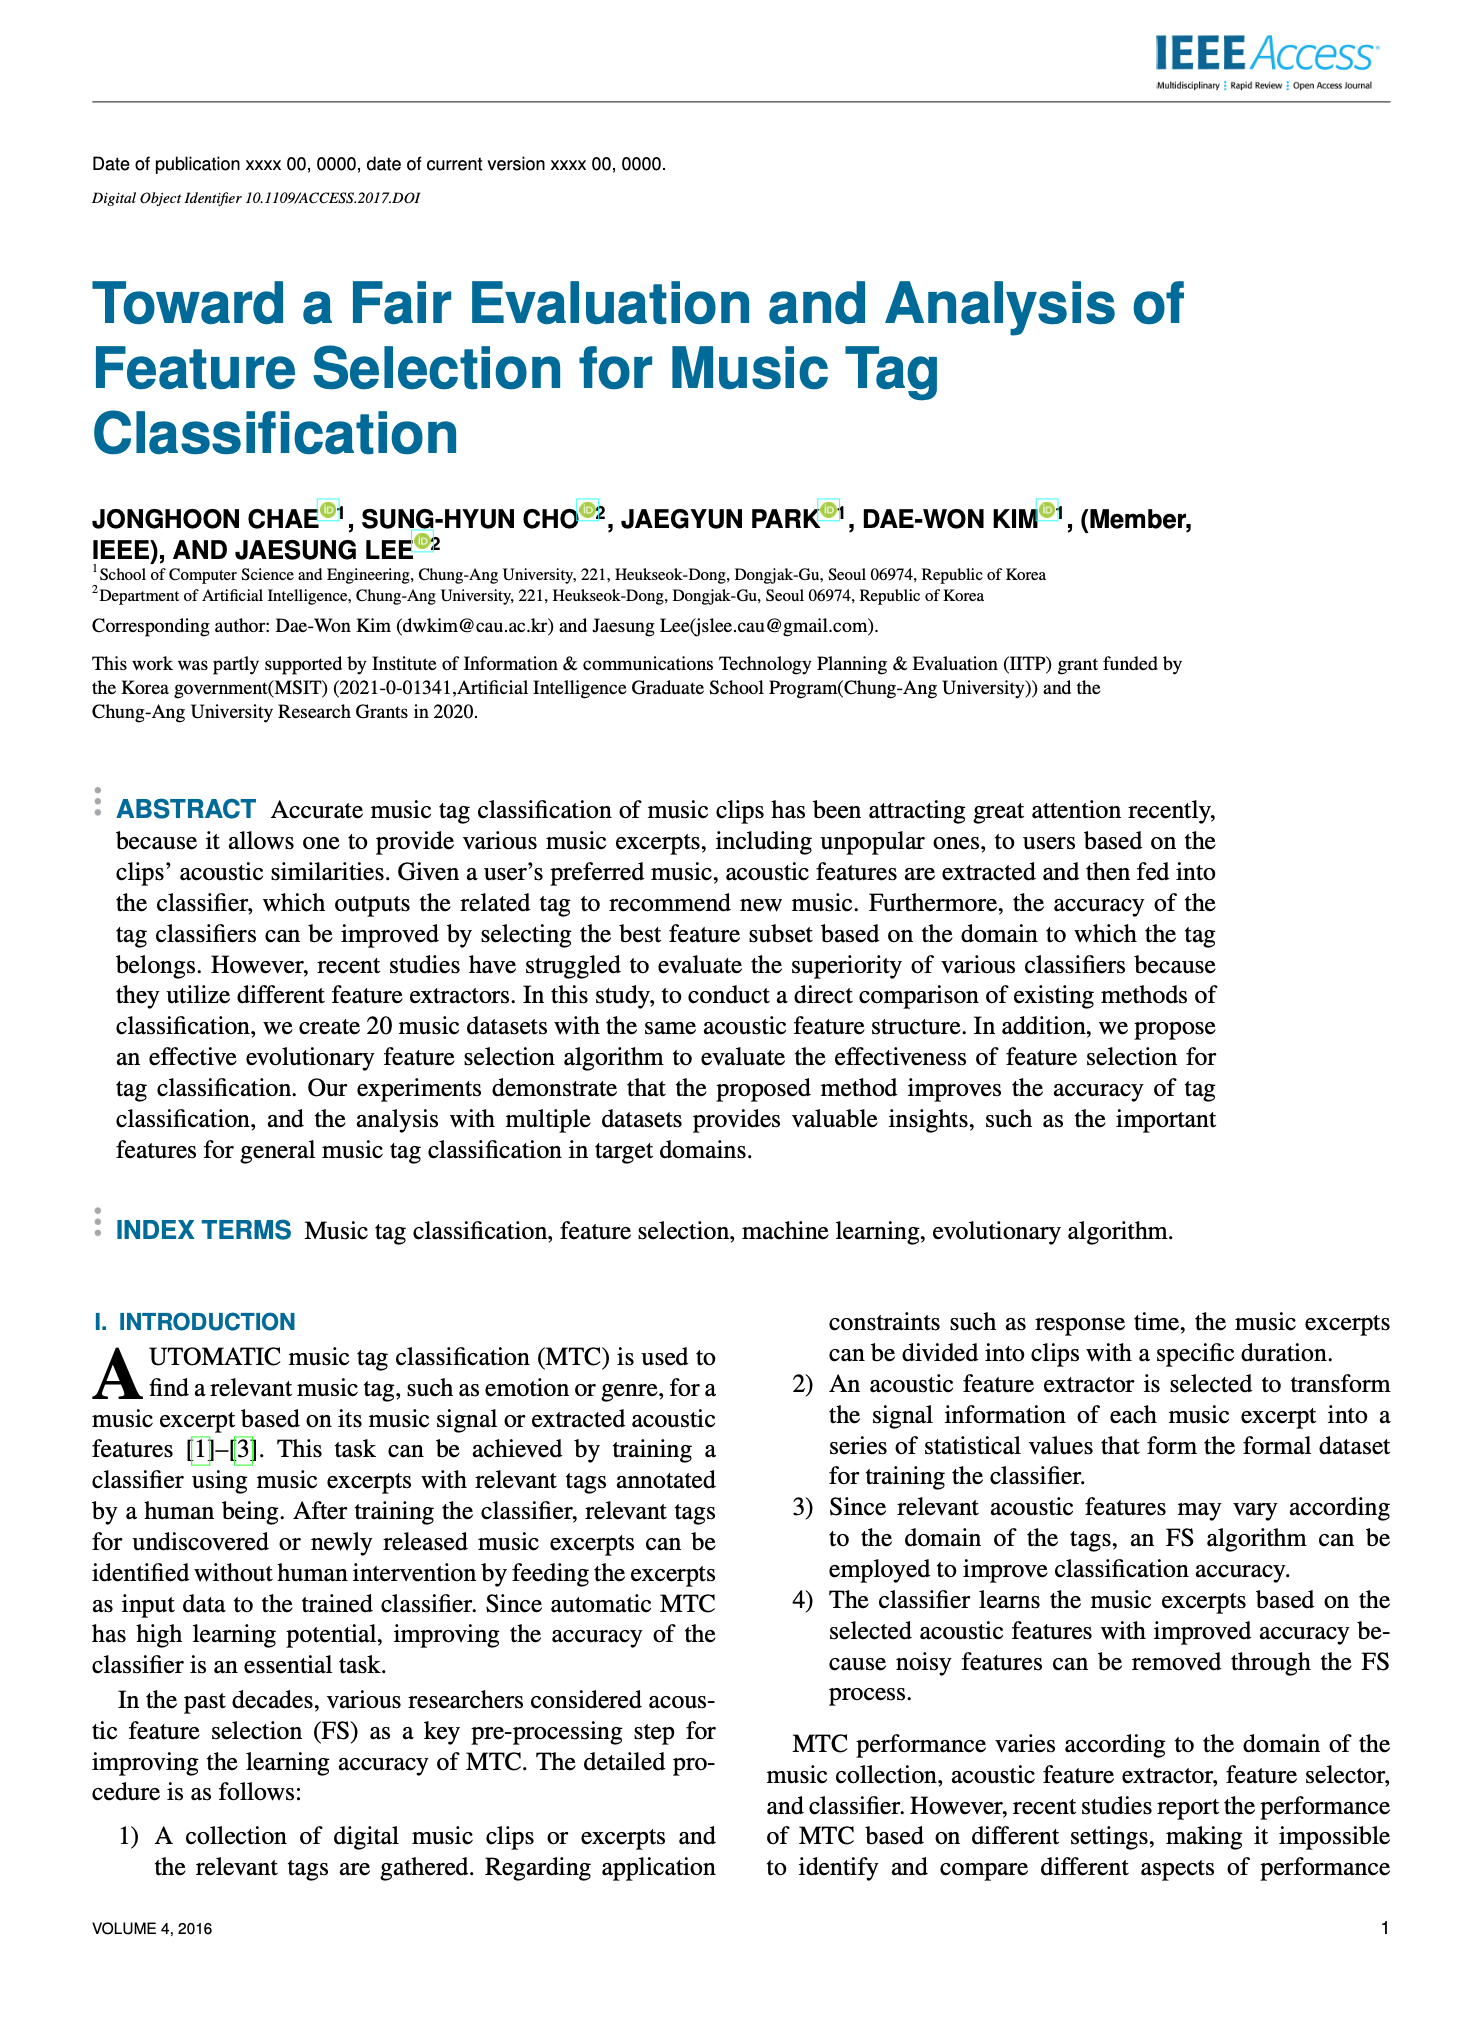 IEEE Access
Multidisciplinary | Rapid Review | Open Access Journal
Date of publication xxxx 00, 0000, date of current version xxxx 00, 0000.
Digital Object Identifier 10.1109/ACCESS.2017.DOI
Toward a Fair Evaluation and Analysis of
Feature Selection for Music Tag
Classification
JONGHOON CHAE iD 1, SUNG-HYUN CHO iD 2, JAEGYUN PARK iD 1, DAE-WON KIM iD 1, (Member,
IEEE), AND JAESUNG LEE iD 2
1School of Computer Science and Engineering, Chung-Ang University, 221, Heukseok-Dong, Dongjak-Gu, Seoul 06974, Republic of Korea
2Department of Artificial Intelligence, Chung-Ang University, 221, Heukseok-Dong, Dongjak-Gu, Seoul 06974, Republic of Korea
Corresponding author: Dae-Won Kim (dwkim@cau.ac.kr) and Jaesung Lee(jslee.cau@gmail.com).
This work was partly supported by Institute of Information & communications Technology Planning & Evaluation (IITP) grant funded by
the Korea government(MSIT) (2021-0-01341,Artificial Intelligence Graduate School Program(Chung-Ang University)) and the
Chung-Ang University Research Grants in 2020.
ABSTRACT Accurate music tag classification of music clips has been attracting great attention recently,
because it allows one to provide various music excerpts, including unpopular ones, to users based on the
clips’ acoustic similarities. Given a user’s preferred music, acoustic features are extracted and then fed into
the classifier, which outputs the related tag to recommend new music. Furthermore, the accuracy of the
tag classifiers can be improved by selecting the best feature subset based on the domain to which the tag
belongs. However, recent studies have struggled to evaluate the superiority of various classifiers because
they utilize different feature extractors. In this study, to conduct a direct comparison of existing methods of
classification, we create 20 music datasets with the same acoustic feature structure. In addition, we propose
an effective evolutionary feature selection algorithm to evaluate the effectiveness of feature selection for
tag classification. Our experiments demonstrate that the proposed method improves the accuracy of tag
classification, and the analysis with multiple datasets provides valuable insights, such as the important
features for general music tag classification in target domains.
INDEX TERMS Music tag classification, feature selection, machine learning, evolutionary algorithm.
I. INTRODUCTION
AUTOMATIC music tag classification (MTC) is used to
find a relevant music tag, such as emotion or genre, for a
music excerpt based on its music signal or extracted acoustic
features [1]–[3]. This task can be achieved by training a
classifier using music excerpts with relevant tags annotated
by a human being. After training the classifier, relevant tags
for undiscovered or newly released music excerpts can be
identified without human intervention by feeding the excerpts
as input data to the trained classifier. Since automatic MTC
has high learning potential, improving the accuracy of the
classifier is an essential task.
In the past decades, various researchers considered acous-
tic feature selection (FS) as a key pre-processing step for
improving the learning accuracy of MTC. The detailed pro-
cedure is as follows:
1) A collection of digital music clips or excerpts and
the relevant tags are gathered. Regarding application
constraints such as response time, the music excerpts
can be divided into clips with a specific duration.
2) An acoustic feature extractor is selected to transform
the signal information of each music excerpt into a
series of statistical values that form the formal dataset
for training the classifier.
3) Since relevant acoustic features may vary according
to the domain of the tags, an FS algorithm can be
employed to improve classification accuracy.
4) The classifier learns the music excerpts based on the
selected acoustic features with improved accuracy be-
cause noisy features can be removed through the FS
process.
MTC performance varies according to the domain of the
music collection, acoustic feature extractor, feature selector,
and classifier. However, recent studies report the performance
of MTC based on different settings, making it impossible
to identify and compare different aspects of performance
VOLUME 4, 2016
1